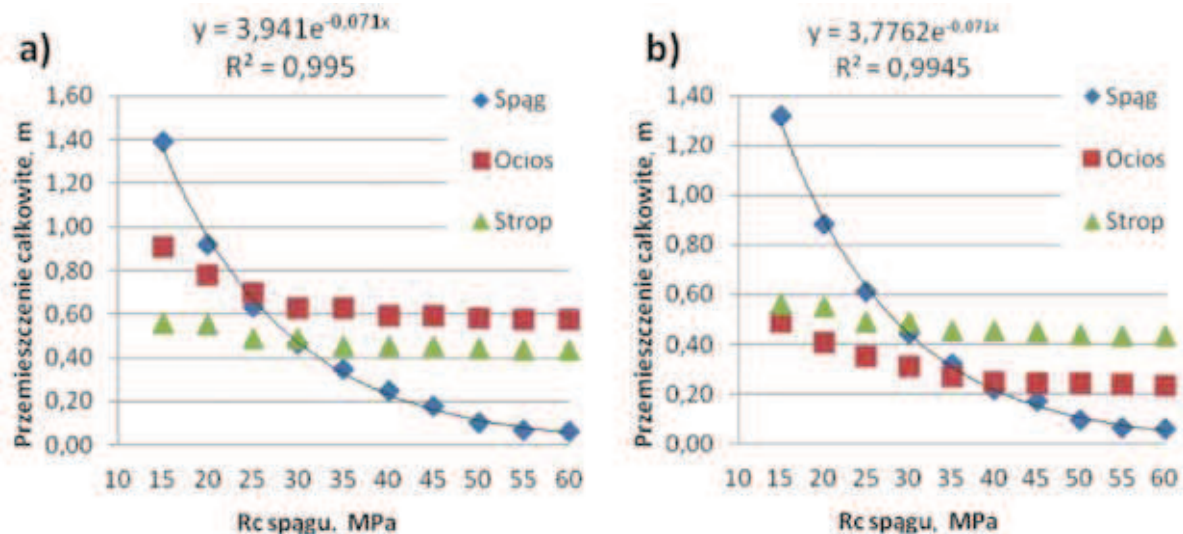 a)
y = 3,941e^-0,071x
R² = 0,995
Przemieszczenie całkowite, m
1,60
1,40
1,20
1,00
0,80
0,60
0,40
0,20
0,00
10 15 20 25 30 35 40 45 50 55 60
Rc spągu, MPa
Spąg
Ocios
Strop
b)
y = 3,7762e^-0,071x
R² = 0,9945
Przemieszczenie całkowite, m
1,40
1,20
1,00
0,80
0,60
0,40
0,20
0,00
10 15 20 25 30 35 40 45 50 55 60
Rc spągu, MPa
Spąg
Ocios
Strop